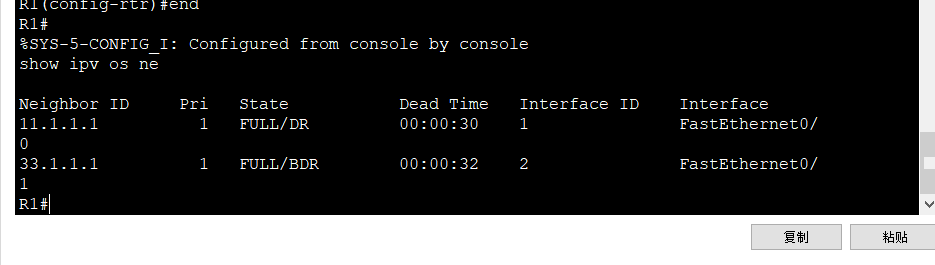 R1(config-rtr)#end
R1#
%SYS-5-CONFIG_I: Configured from console by console
show ipv os ne
Neighbor ID     Pri   State           Dead Time   Interface ID    Interface
11.1.1.1          1   FULL/DR         00:00:30    1               FastEthernet0/
0
33.1.1.1          1   FULL/BDR        00:00:32    2               FastEthernet0/
1
R1#
复制 粘贴